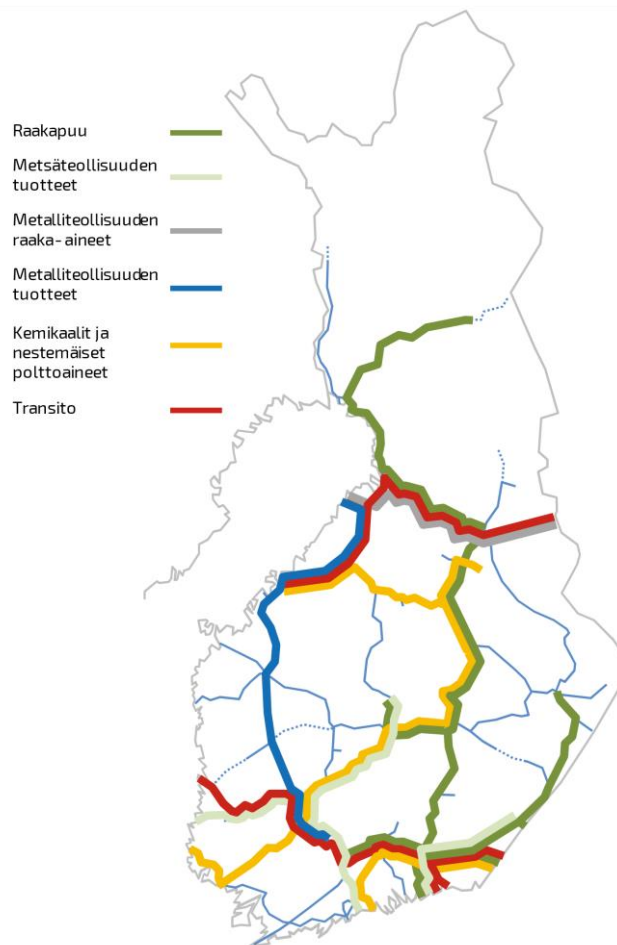 Raakapuu
Metsäteollisuuden
tuotteet
Metalliteollisuuden
raaka-aineet
Metalliteollisuuden
tuotteet
Kemikaalit ja
nestemäiset
polttoaineet
Transito